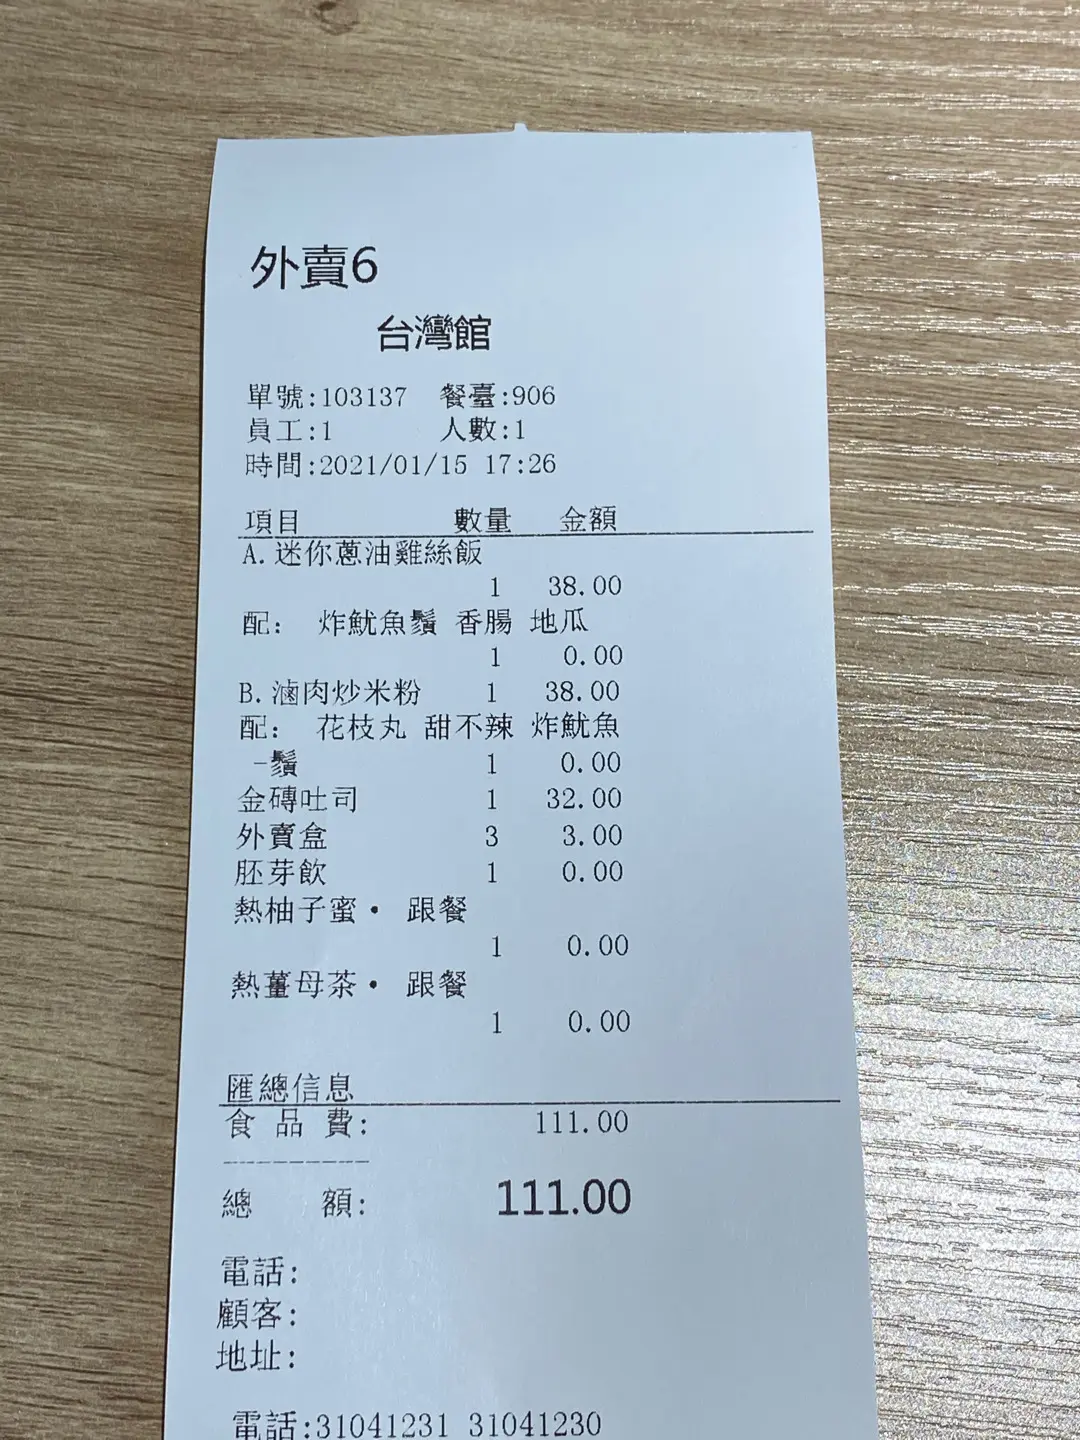 外賣6
台灣館
單號:103137 餐臺:906
員工:1 人數:1
時間:2021/01/15 17:26
項目 數量 金額
A.迷你蔥油雞絲飯
1 38.00
配: 炸魷魚鬚 香腸 地瓜
1 0.00
B.滷肉炒米粉 1 38.00
配: 花枝丸 甜不辣 炸魷魚
-鬚 1 0.00
金磚吐司 1 32.00
外賣盒 3 3.00
胚芽飲 1 0.00
熱柚子蜜· 跟餐
1 0.00
熱薑母茶· 跟餐
1 0.00
匯總信息
食品費: 111.00
---------
總額: 111.00
電話:
顧客:
地址:
電話:31041231 31041230